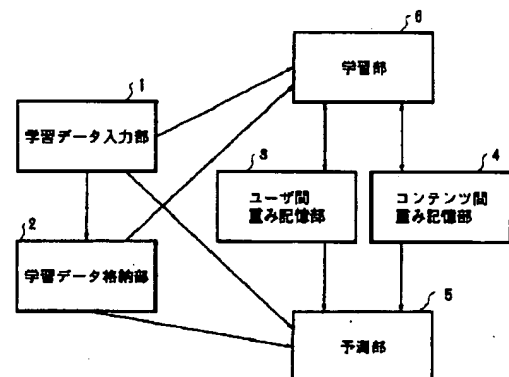 6
学習部
1
学習データ入力部
3
ユーザ間
重み記憶部
4
コンテンツ間
重み記憶部
2
学習データ格納部
5
予測部